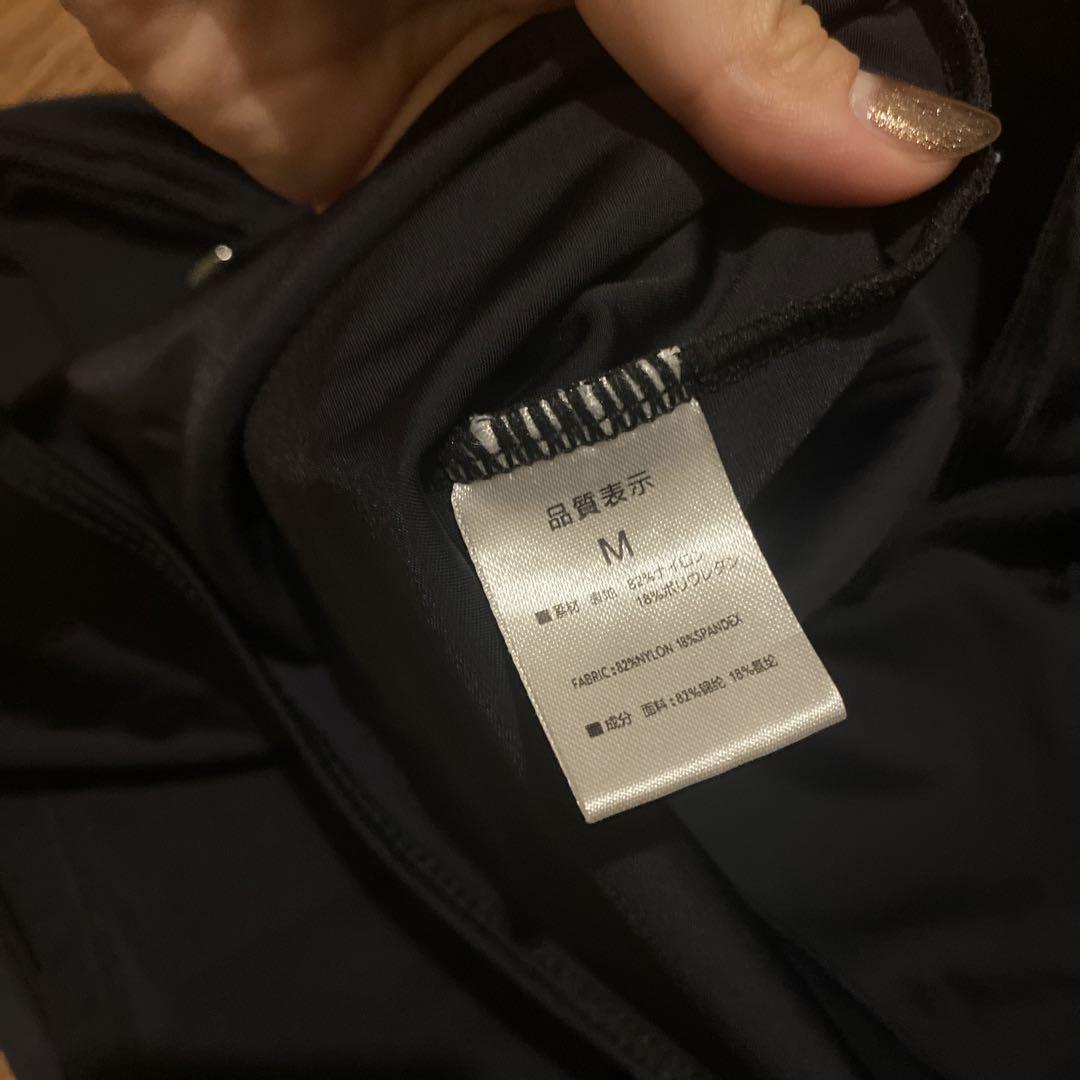 品質表示
M
■素材 表地 82%ナイロン
18%ポリウレタン
FABRIC:82%NYLON 18%SPANDEX
■成分 面料:82%錦纶 18%氨纶